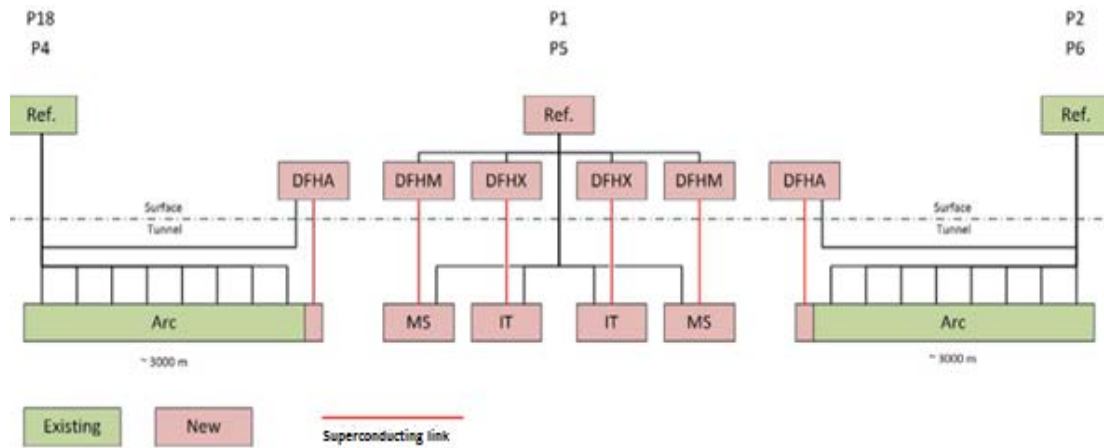 P18 P1 P2
P4 P5 P6
Ref. Ref. Ref.
DFHA DFHM DFHX DFHX DFHM DFHA
Surface Surface
Tunnel Tunnel
Arc MS IT IT MS Arc
~ 3000 m ~ 3000 m
Existing New Superconducting link